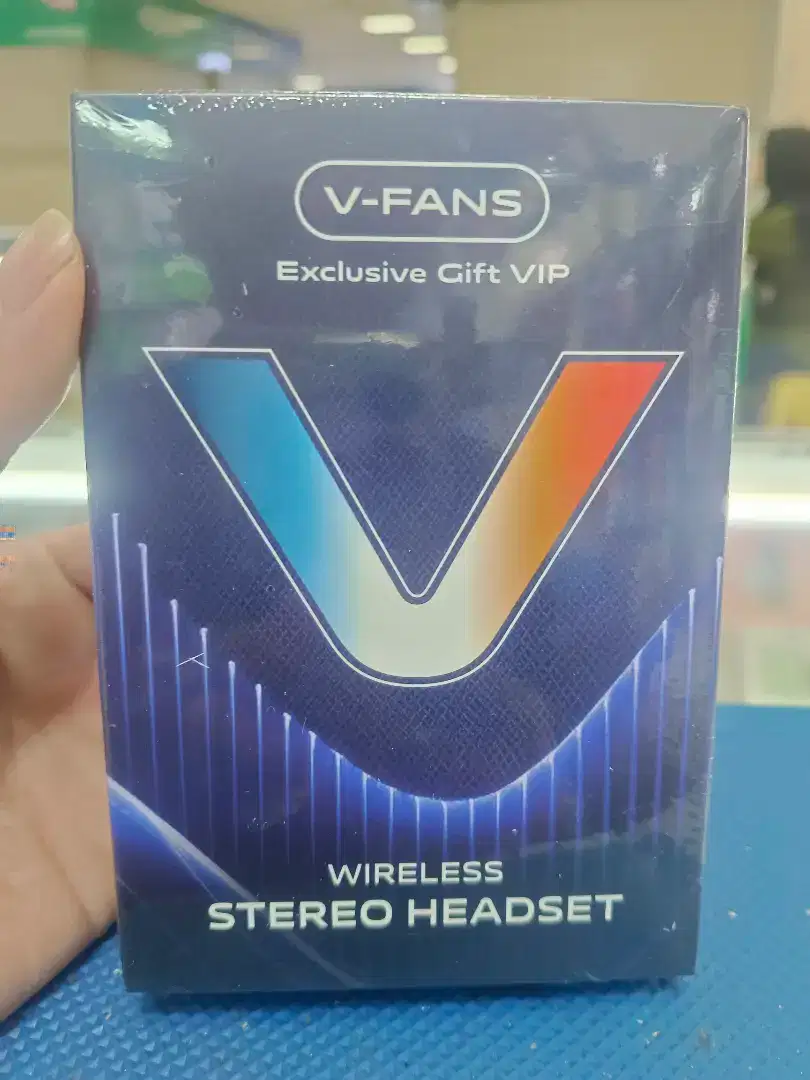 V-FANS
Exclusive Gift VIP
V
WIRELESS
STEREO HEADSET